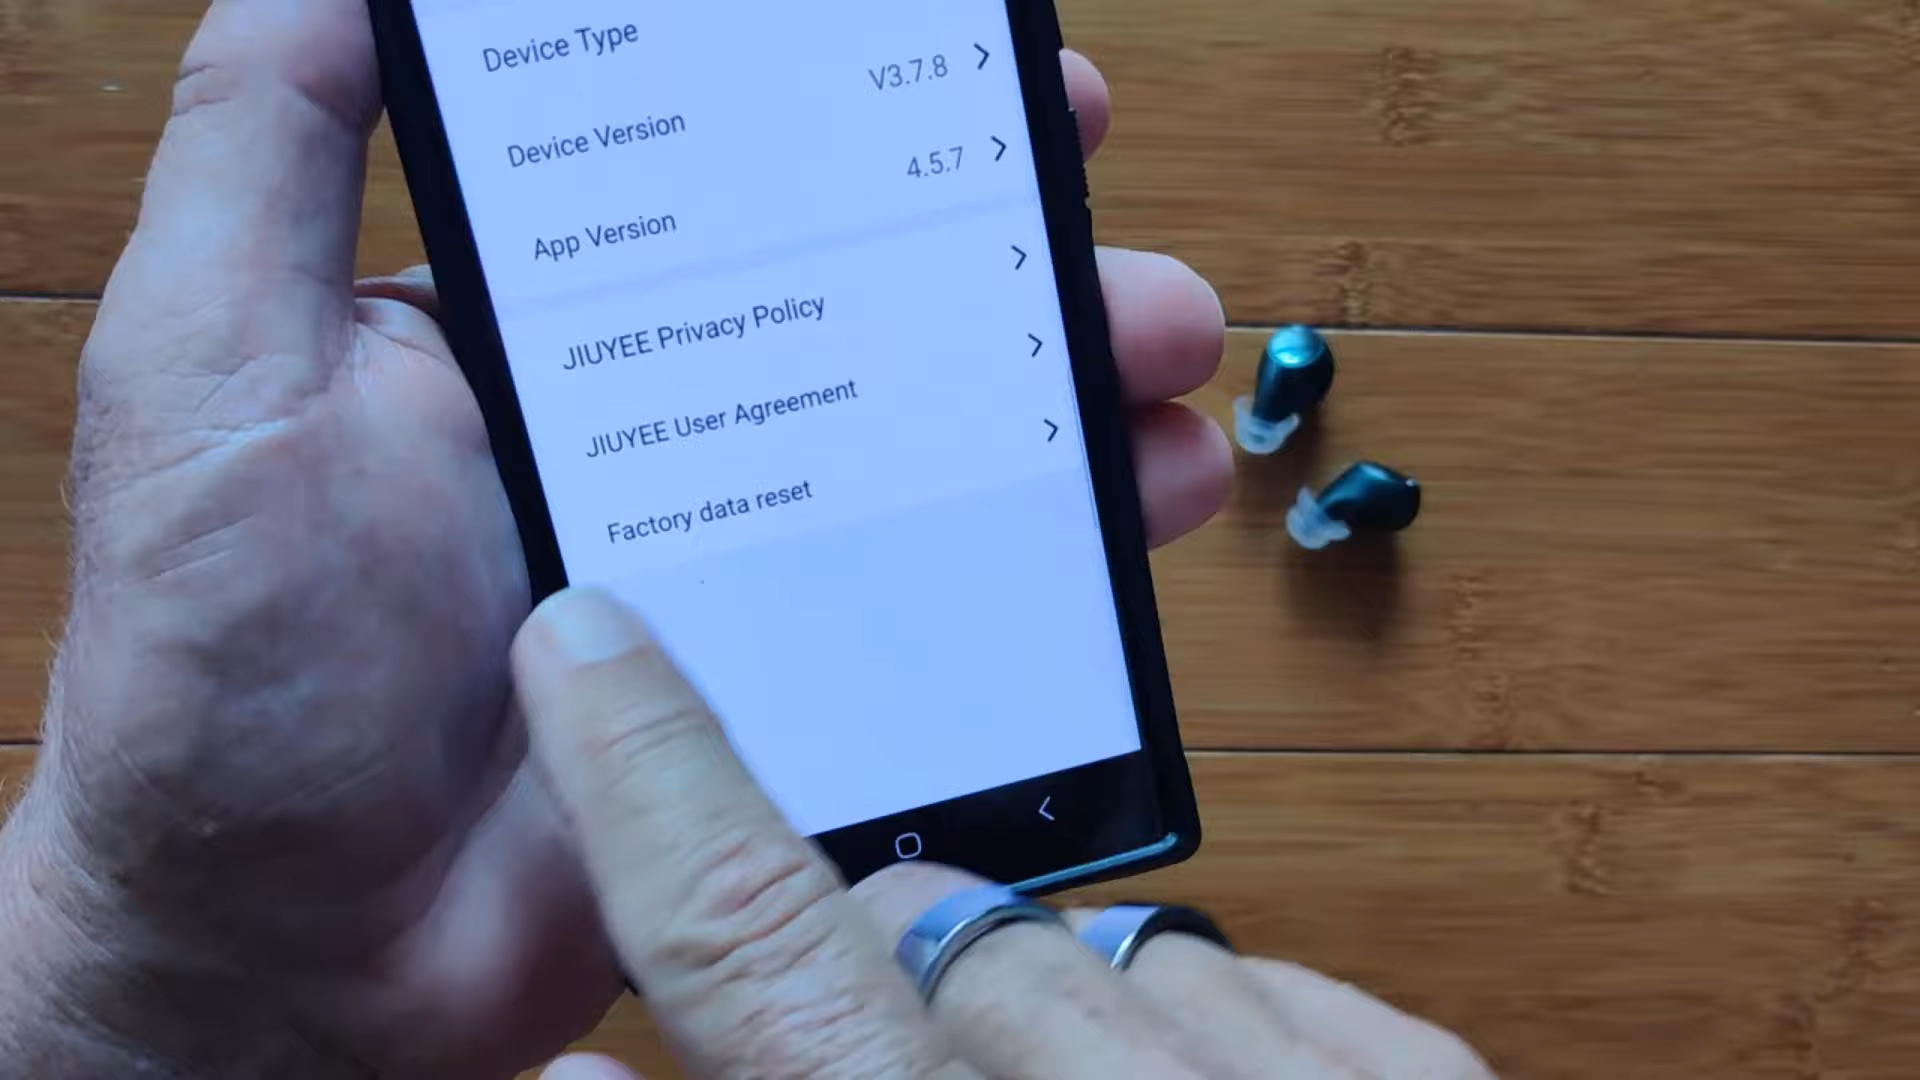 Device Type
Device Version V3.7.8
App Version 4.5.7
JIUYEE Privacy Policy
JIUYEE User Agreement
Factory data reset